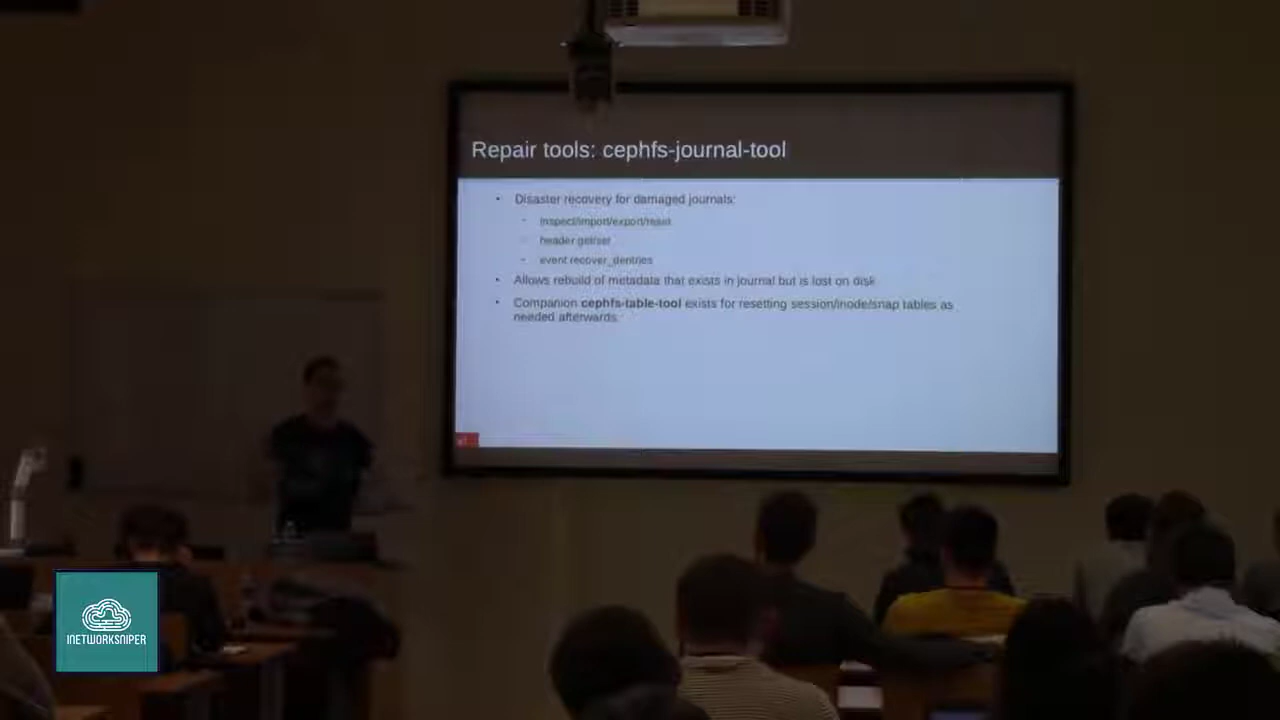 Repair tools: cephfs-journal-tool
• Disaster recovery for damaged journals:
- inspect/import/export/reset
- header get/set
- event recover_dentries
• Allows rebuild of metadata that exists in journal but is lost on disk
• Companion cephfs-table-tool exists for resetting session/inode/snap tables as
needed afterwards.
INETWORKSNIPER